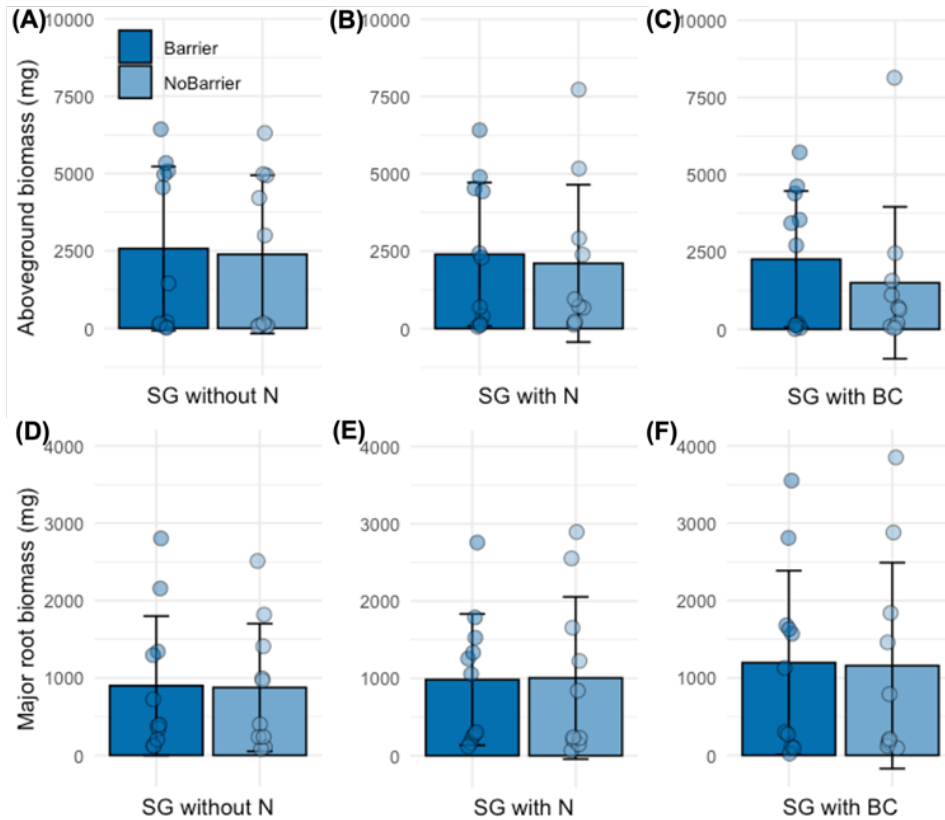 (A)
(B)
(C)
Aboveground biomass (mg)
10000
7500
5000
2500
0
Barrier
NoBarrier
SG without N
10000
7500
5000
2500
0
SG with N
10000
7500
5000
2500
0
SG with BC
(D)
(E)
(F)
Major root biomass (mg)
4000
3000
2000
1000
0
SG without N
4000
3000
2000
1000
0
SG with N
4000
3000
2000
1000
0
SG with BC